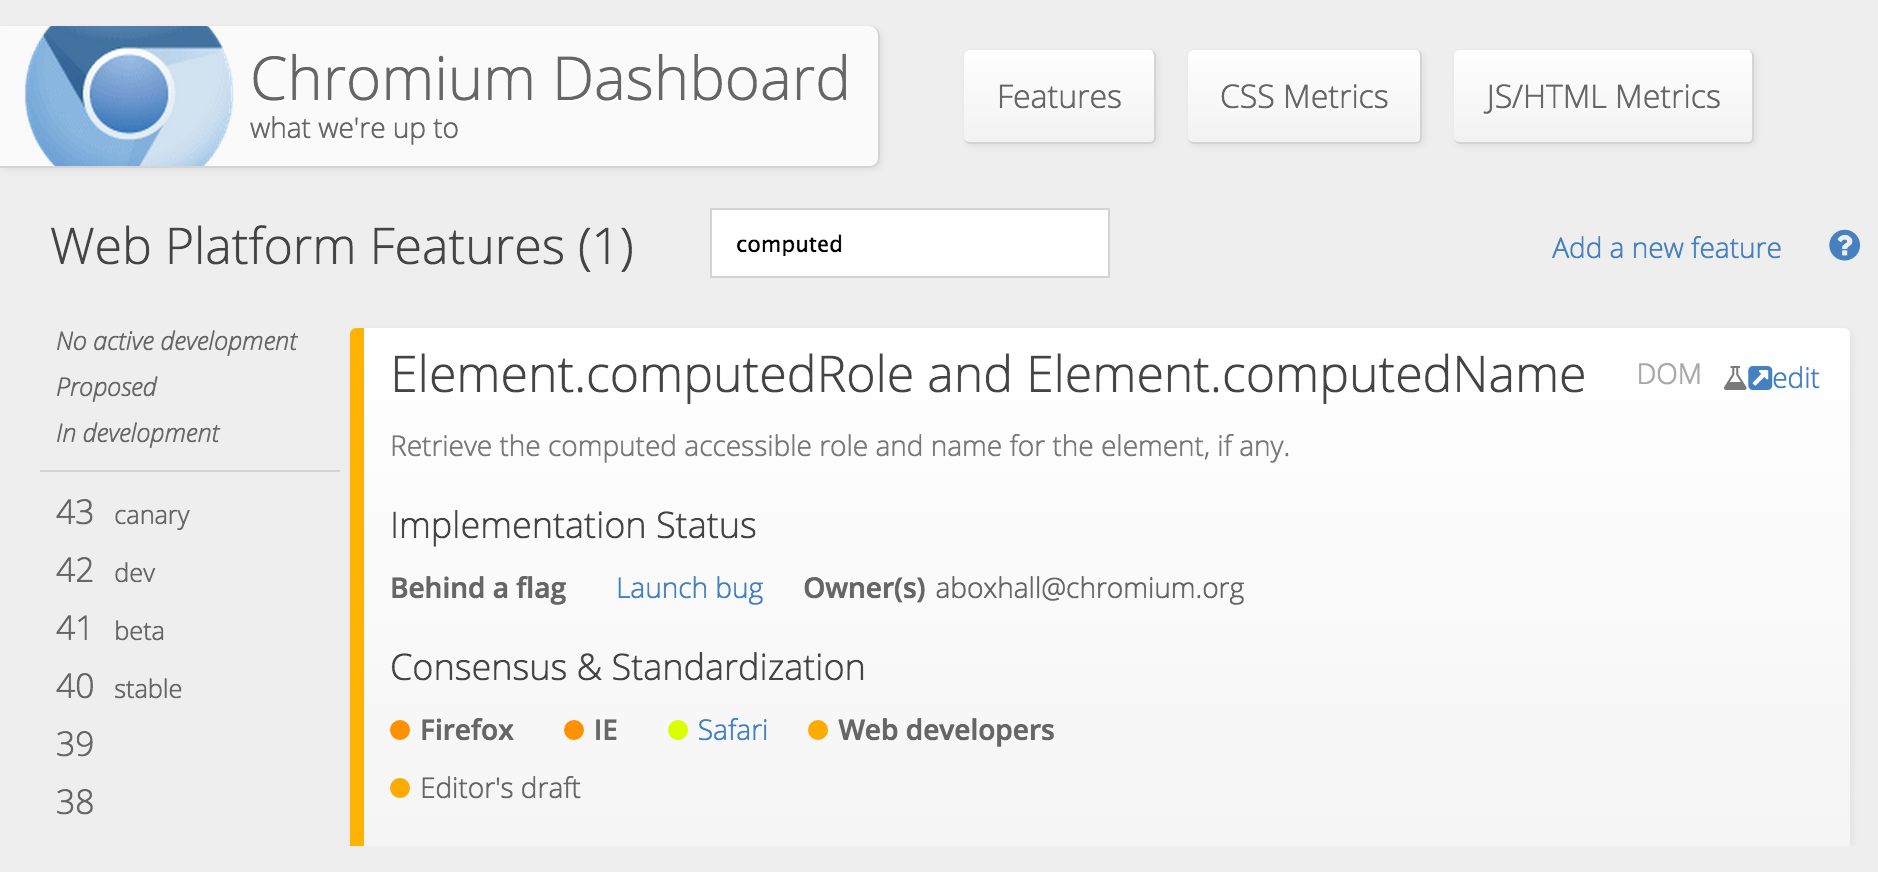 Chromium Dashboard
what we're up to
Features
CSS Metrics
JS/HTML Metrics
Web Platform Features (1)
computed
Add a new feature
?
No active development
Proposed
In development
43 canary
42 dev
41 beta
40 stable
39
38
Element.computedRole and Element.computedName
DOM
edit
Retrieve the computed accessible role and name for the element, if any.
Implementation Status
Behind a flag Launch bug Owner(s) aboxhall@chromium.org
Consensus & Standardization
Firefox IE Safari Web developers
Editor's draft